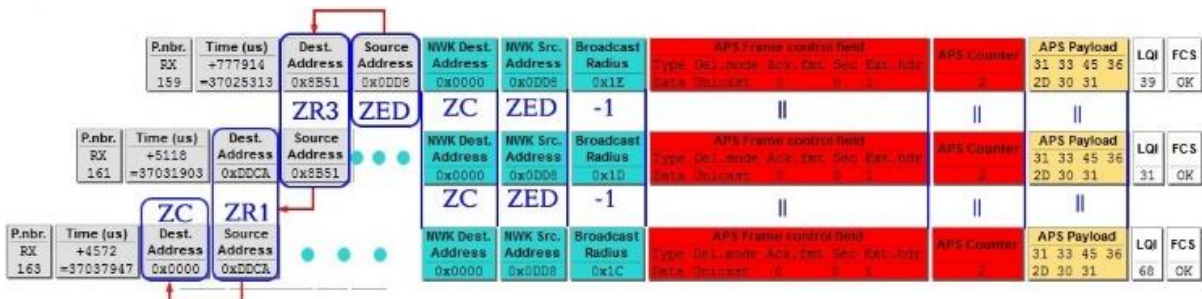 P.nbr. Time (us) Dest. Source NWK Dest. NWK Src. Broadcast APS Frame control field APS Counter APS Payload LQI FCS
RX +777914 Address Address Address Address Radius Type Del.mode Ack.fmt Sec Ext.hdr 31 33 45 36
159 =37025313 0x8B51 0x0DD8 0x0000 0x0DD8 0x1E Data Unicast 0 0 1 2 2D 30 31 39 OK
ZR3 ZED ZC ZED -1 || || ||
P.nbr. Time (us) Dest. Source NWK Dest. NWK Src. Broadcast APS Frame control field APS Counter APS Payload LQI FCS
RX +5118 Address Address Address Address Radius Type Del.mode Ack.fmt Sec Ext.hdr 31 33 45 36
161 =37031903 0xDDCA 0x8B51 0x0000 0x0DD8 0x1D Data Unicast 0 0 1 2 2D 30 31 31 OK
ZC ZR1 ZC ZED -1 || || ||
P.nbr. Time (us) Dest. Source NWK Dest. NWK Src. Broadcast APS Frame control field APS Counter APS Payload LQI FCS
RX +4572 Address Address Address Address Radius Type Del.mode Ack.fmt Sec Ext.hdr 31 33 45 36
163 =37037947 0x0000 0xDDCA 0x0000 0x0DD8 0x1C Data Unicast 0 0 1 2 2D 30 31 68 OK